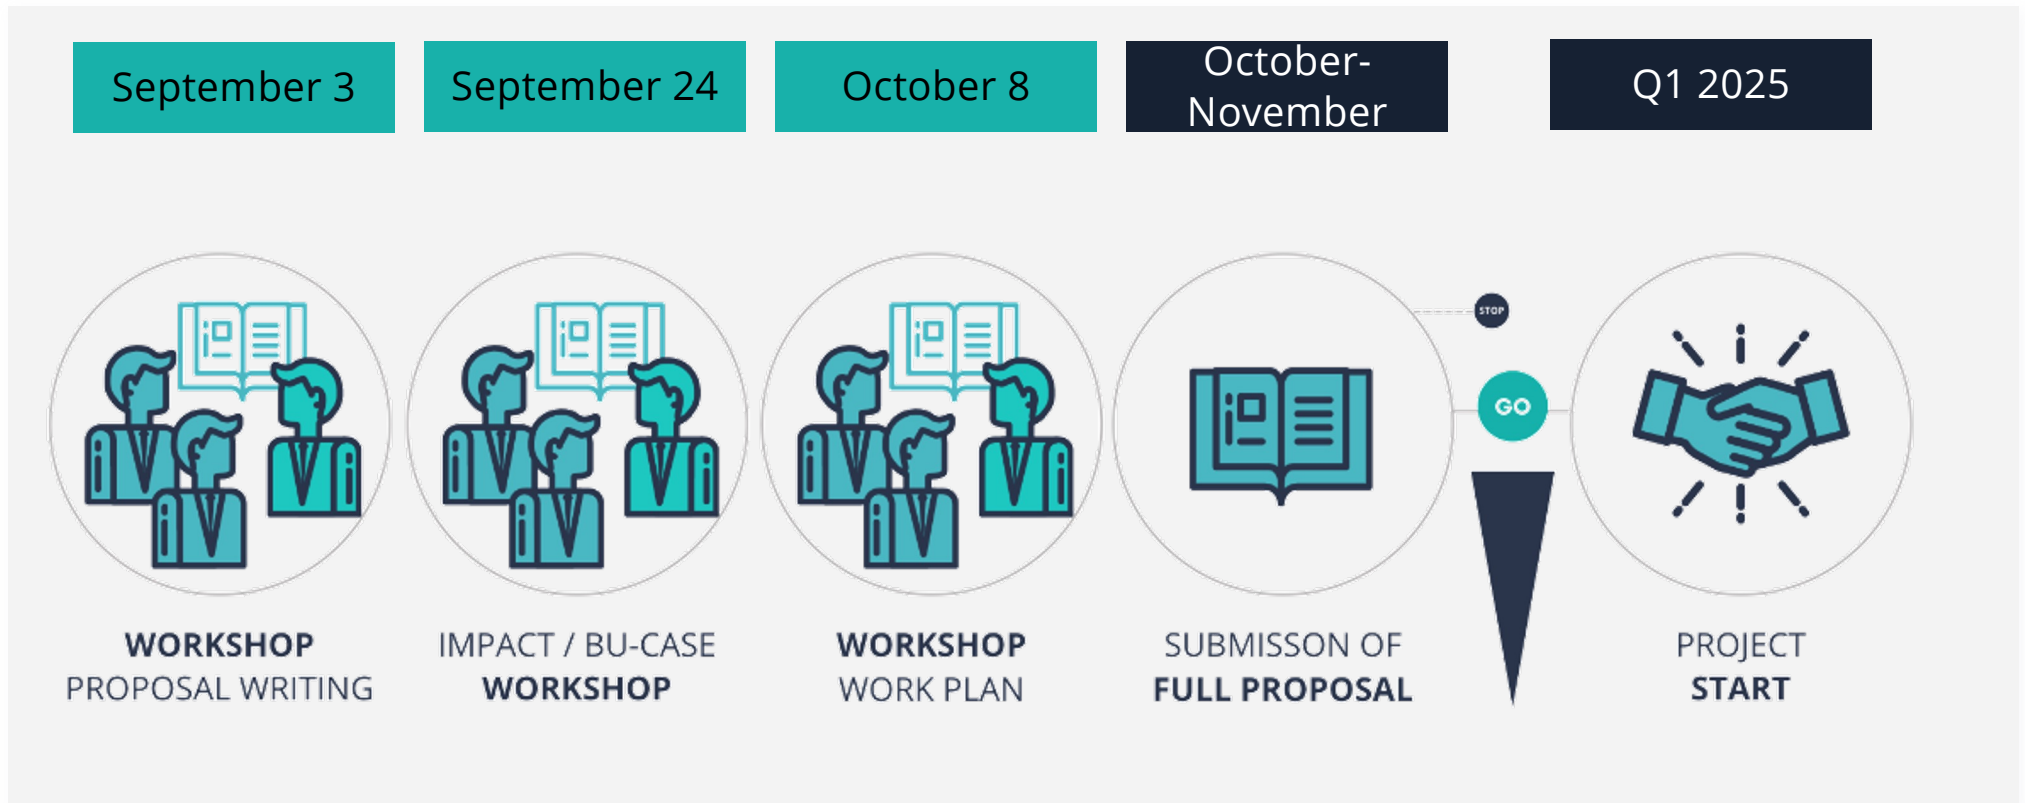 September 3
September 24
October 8
October-
November
Q1 2025
STOP
GO
WORKSHOP
PROPOSAL WRITING
IMPACT / BU-CASE
WORKSHOP
WORKSHOP
WORK PLAN
SUBMISSON OF
FULL PROPOSAL
PROJECT
START